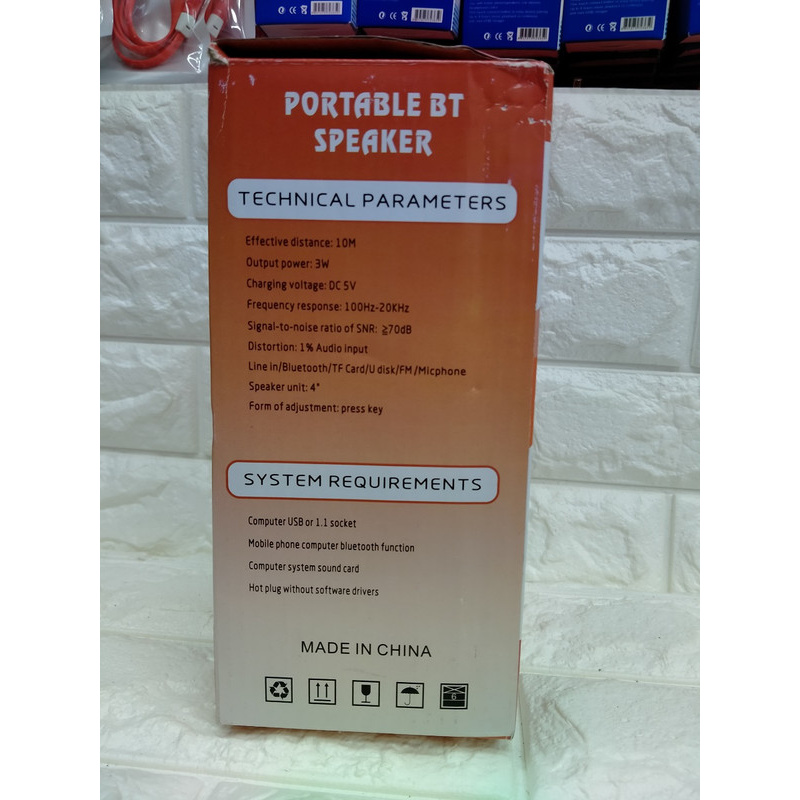 PORTABLE BT
SPEAKER
TECHNICAL PARAMETERS
Effective distance: 10M
Output power: 3W
Charging voltage: DC 5V
Frequency response: 100Hz-20KHz
Signal-to-noise ratio of SNR: ≧70dB
Distortion: 1% Audio input
Line in/Bluetooth/TF Card/U disk/FM/Micphone
Speaker unit: 4"
Form of adjustment: press key
SYSTEM REQUIREMENTS
Computer USB or 1.1 socket
Mobile phone computer bluetooth function
Computer system sound card
Hot plug without software drivers
MADE IN CHINA
6